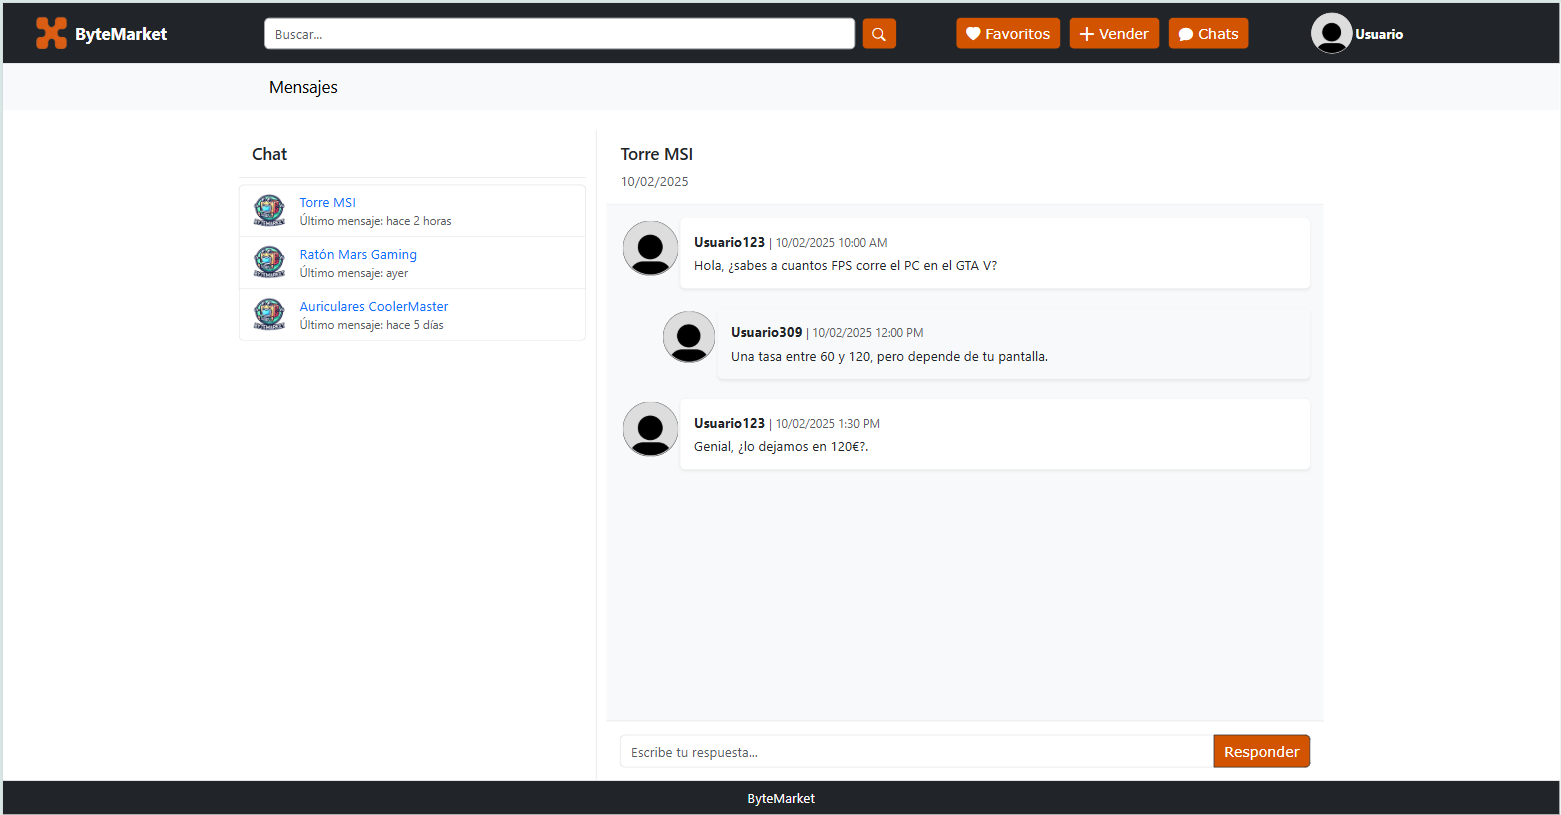 ByteMarket
Buscar...
Favoritos
Vender
Chats
Usuario
Mensajes
Chat
Torre MSI
Último mensaje: hace 2 horas
Ratón Mars Gaming
Último mensaje: ayer
Auriculares CoolerMaster
Último mensaje: hace 5 días
Torre MSI
10/02/2025
Usuario123 | 10/02/2025 10:00 AM
Hola, ¿sabes a cuantos FPS corre el PC en el GTA V?
Usuario309 | 10/02/2025 12:00 PM
Una tasa entre 60 y 120, pero depende de tu pantalla.
Usuario123 | 10/02/2025 1:30 PM
Genial, ¿lo dejamos en 120€?.
Escribe tu respuesta...
Responder
ByteMarket